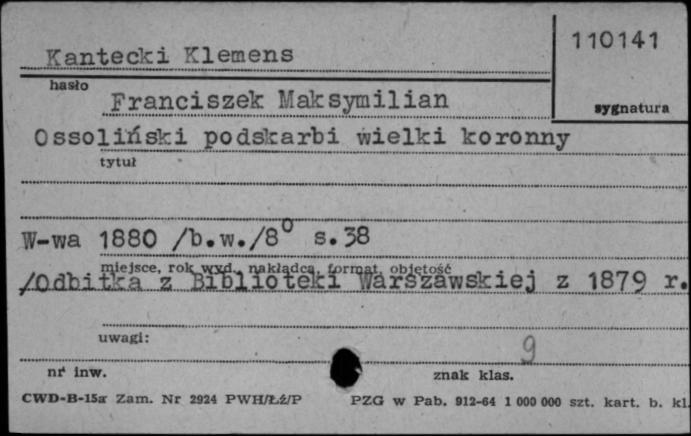 110141
Kantecki Klemens
hasło
sygnatura
Franciszek Maksymilian
Ossoliński podskarbi wielki koronny
tytuł
W-wa 1880 /b.w./8° s.38
miejsce, rok wyd., nakładca, format, objętość
/Odbitka z Biblioteki Warszawskiej z 1879 r.
uwagi:
9
nr inw.
znak klas.
CWD-B-15a Zam. Nr 2924 PWH/Łź/P PZG w Pab. 912-64 1 000 000 szt. kart. b. kl.